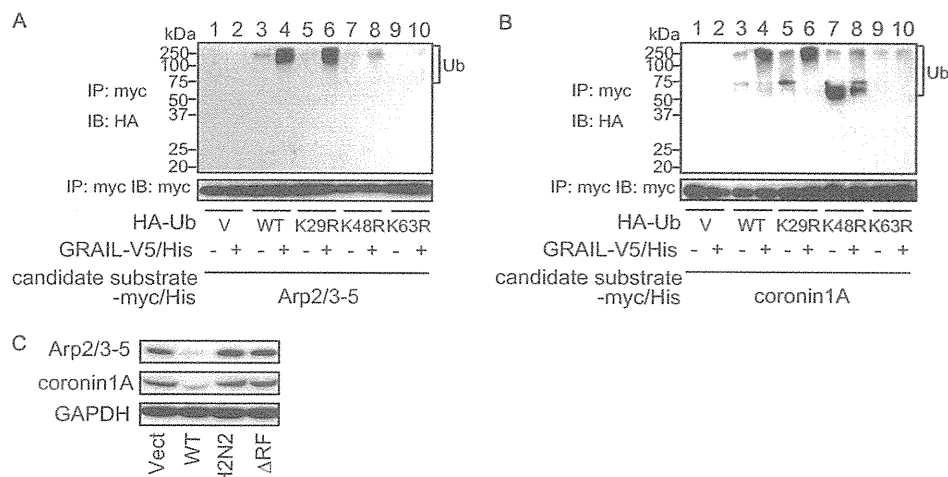 A
kDa 1 2 3 4 5 6 7 8 9 10
250
100
75
50
37
25
20
IP: myc
IB: HA
Ub
IP: myc IB: myc
HA-Ub V WT K29R K48R K63R
GRAIL-V5/His - + - + - + - + - +
candidate substrate
-myc/His Arp2/3-5
B
kDa 1 2 3 4 5 6 7 8 9 10
250
100
75
50
37
25
20
IP: myc
IB: HA
Ub
IP: myc IB: myc
HA-Ub V WT K29R K48R K63R
GRAIL-V5/His - + - + - + - + - +
candidate substrate
-myc/His coronin1A
C
Arp2/3-5
coronin1A
GAPDH
Vect WT H2N2 ΔRF